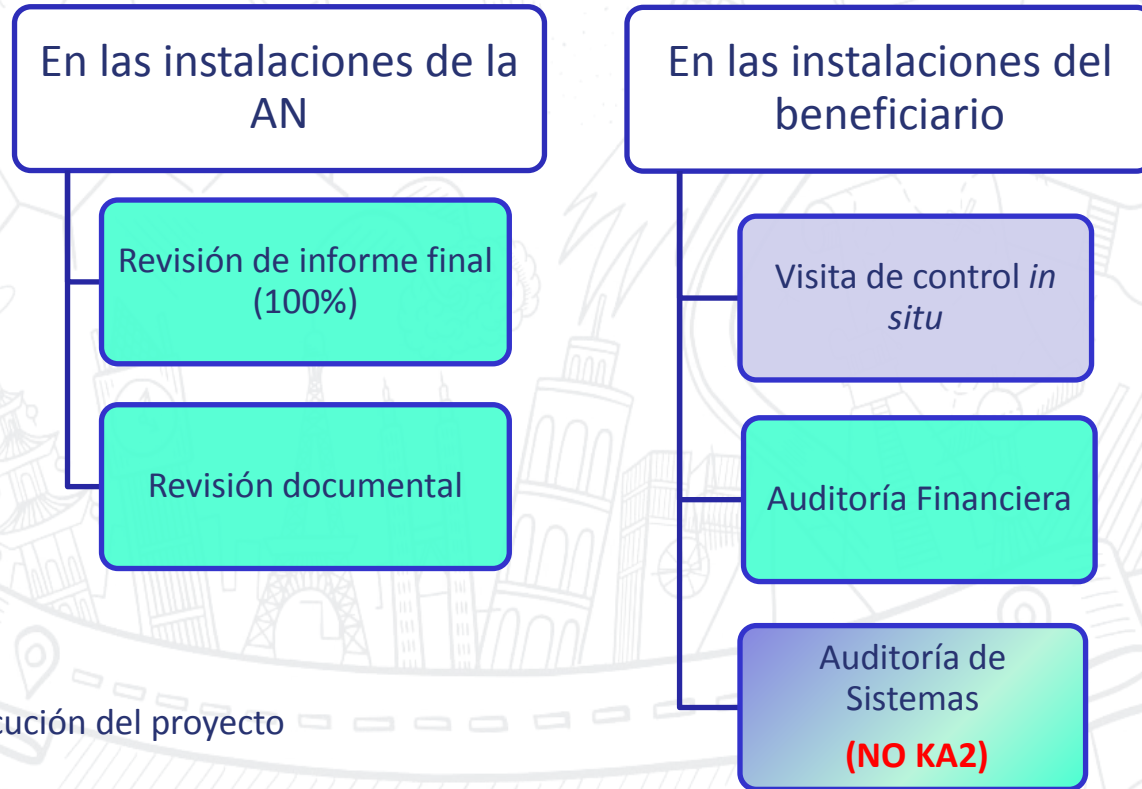 En las instalaciones de la
AN
Revisión de informe final
(100%)
Revisión documental
En las instalaciones del
beneficiario
Visita de control in
situ
Auditoría Financiera
Auditoría de
Sistemas
(NO KA2)
cución del proyecto